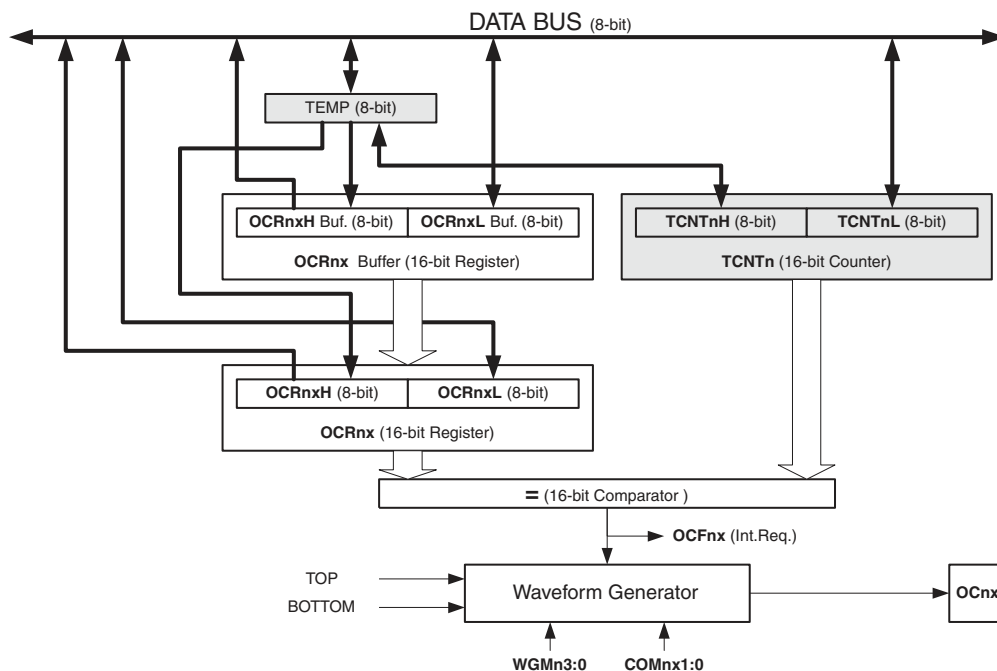 DATA BUS (8-bit)
TEMP (8-bit)
OCRnxH Buf. (8-bit) OCRnxL Buf. (8-bit)
OCRnx Buffer (16-bit Register)
TCNTnH (8-bit) TCNTnL (8-bit)
TCNTn (16-bit Counter)
OCRnxH (8-bit) OCRnxL (8-bit)
OCRnx (16-bit Register)
= (16-bit Comparator )
OCFnx (Int.Req.)
TOP
BOTTOM
Waveform Generator
OCnx
WGMn3:0 COMnx1:0